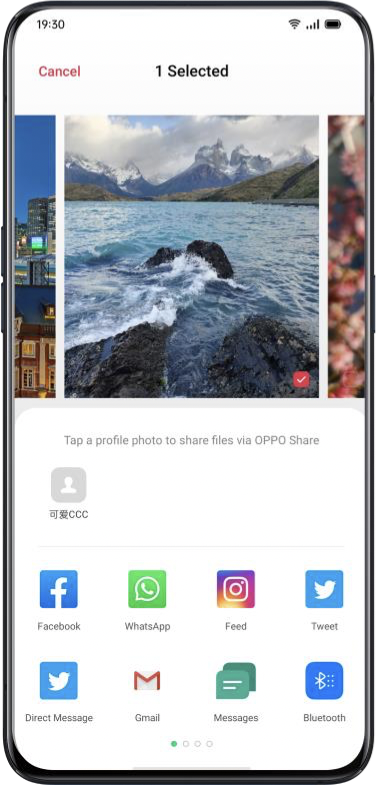 19:30
Cancel
1 Selected
Tap a profile photo to share files via OPPO Share
可爱CCC
Facebook
WhatsApp
Feed
Tweet
Direct Message
Gmail
Messages
Bluetooth